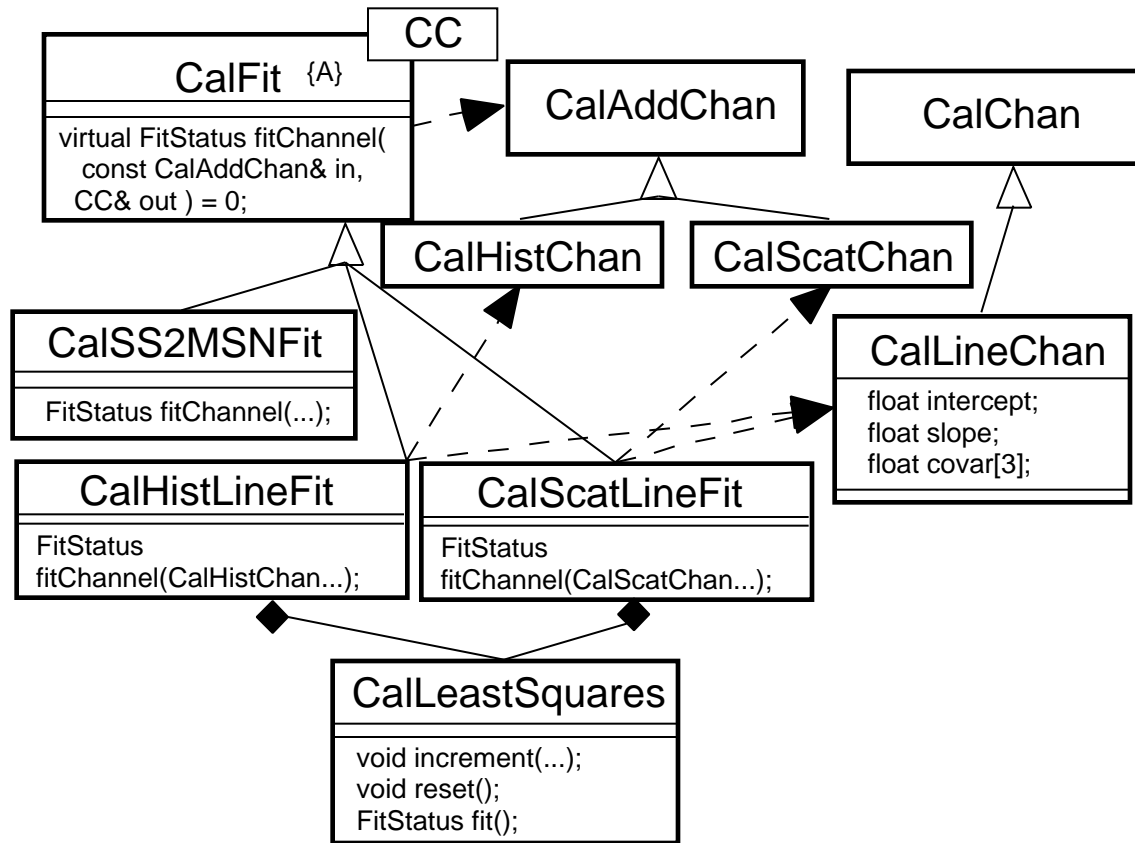 CC
CalFit {A}
virtual FitStatus fitChannel(
const CalAddChan& in,
CC& out ) = 0;
CalAddChan
CalChan
CalHistChan
CalScatChan
CalSS2MSNFit
FitStatus fitChannel(...);
CalLineChan
float intercept;
float slope;
float covar[3];
CalHistLineFit
FitStatus
fitChannel(CalHistChan...);
CalScatLineFit
FitStatus
fitChannel(CalScatChan...);
CalLeastSquares
void increment(...);
void reset();
FitStatus fit();